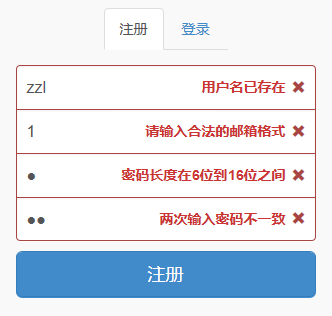 注册 登录
zzl 用户名已存在 ✖
1 请输入合法的邮箱格式 ✖
● 密码长度在6位到16位之间 ✖
●● 两次输入密码不一致 ✖
注册